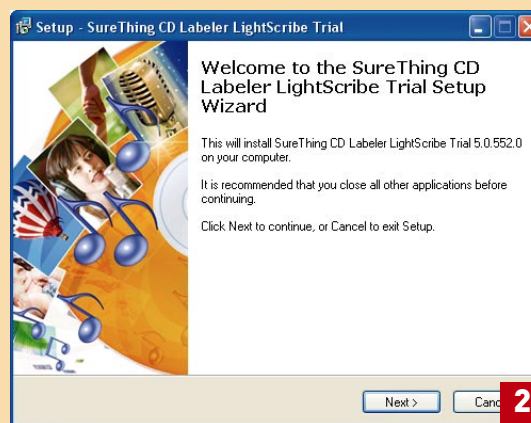 Setup - SureThing CD Labeler LightScribe Trial
Welcome to the SureThing CD
Labeler LightScribe Trial Setup
Wizard
This will install SureThing CD Labeler LightScribe Trial 5.0.552.0
on your computer.
It is recommended that you close all other applications before
continuing.
Click Next to continue, or Cancel to exit Setup.
Next >
2